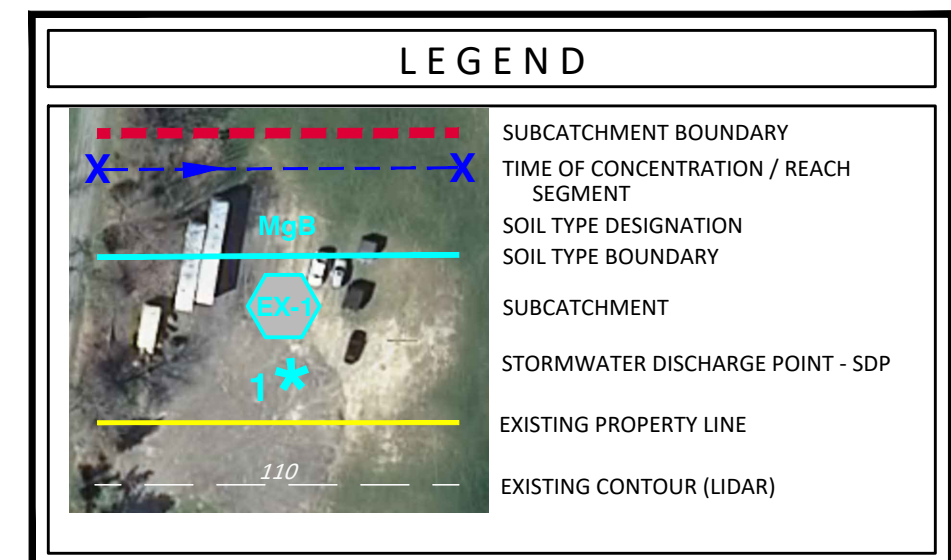 LEGEND
SUBCATCHMENT BOUNDARY
X X
TIME OF CONCENTRATION / REACH
SEGMENT
MgB
SOIL TYPE DESIGNATION
SOIL TYPE BOUNDARY
EX-1
SUBCATCHMENT
1*
STORMWATER DISCHARGE POINT - SDP
EXISTING PROPERTY LINE
110
EXISTING CONTOUR (LIDAR)